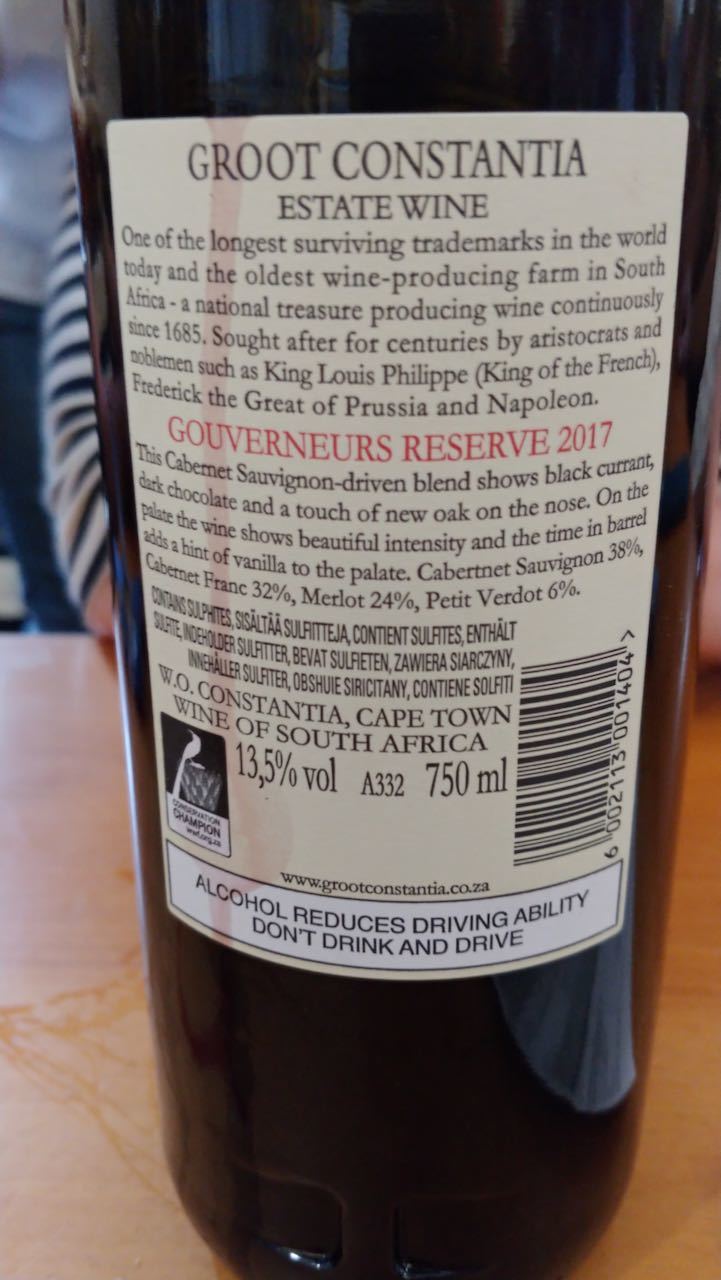 GROOT CONSTANTIA
ESTATE WINE
One of the longest surviving trademarks in the world
today and the oldest wine-producing farm in South
Africa - a national treasure producing wine continuously
since 1685. Sought after for centuries by aristocrats and
noblemen such as King Louis Philippe (King of the French),
Frederick the Great of Prussia and Napoleon.
GOUVERNEURS RESERVE 2017
This Cabernet Sauvignon-driven blend shows black currant,
dark chocolate and a touch of new oak on the nose. On the
palate the wine shows beautiful intensity and the time in barrel
adds a hint of vanilla to the palate. Cabertnet Sauvignon 38%,
Cabernet Franc 32%, Merlot 24%, Petit Verdot 6%.
CONTAINS SULPHITES, SISÄLTÄÄ SULFIITTEJA, CONTIENT SULFITES, ENTHÄLT
SULFITE, INDEHOLDER SULFITTER, BEVAT SULFIETEN, ZAWIERA SIARCZYNY,
INNEHÅLLER SULFITER, OBSHUIE SIRICITANY, CONTIENE SOLFITI
W.O. CONSTANTIA, CAPE TOWN
WINE OF SOUTH AFRICA
13,5% vol A332 750 ml
CONSERVATION
CHAMPION
wwf.org.za
6 002113 001404 >
www.grootconstantia.co.za
ALCOHOL REDUCES DRIVING ABILITY
DON'T DRINK AND DRIVE